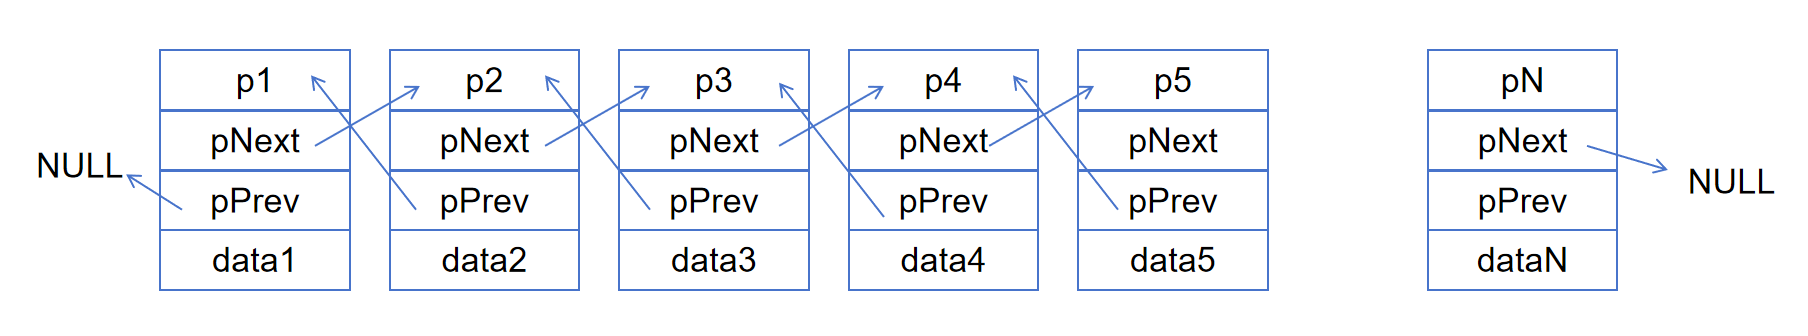 p1 p2 p3 p4 p5 pN
pNext pNext pNext pNext pNext pNext
NULL NULL
pPrev pPrev pPrev pPrev pPrev pPrev
data1 data2 data3 data4 data5 dataN